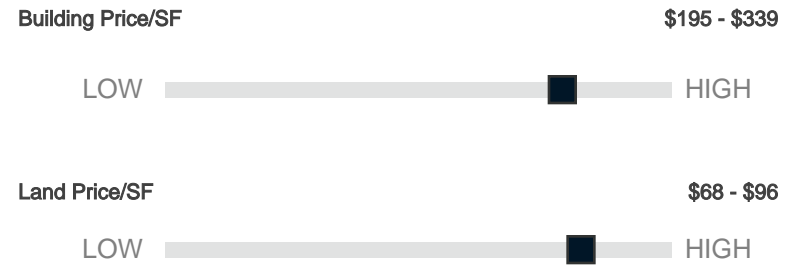 Building Price/SF $195 - $339
LOW HIGH
Land Price/SF $68 - $96
LOW HIGH